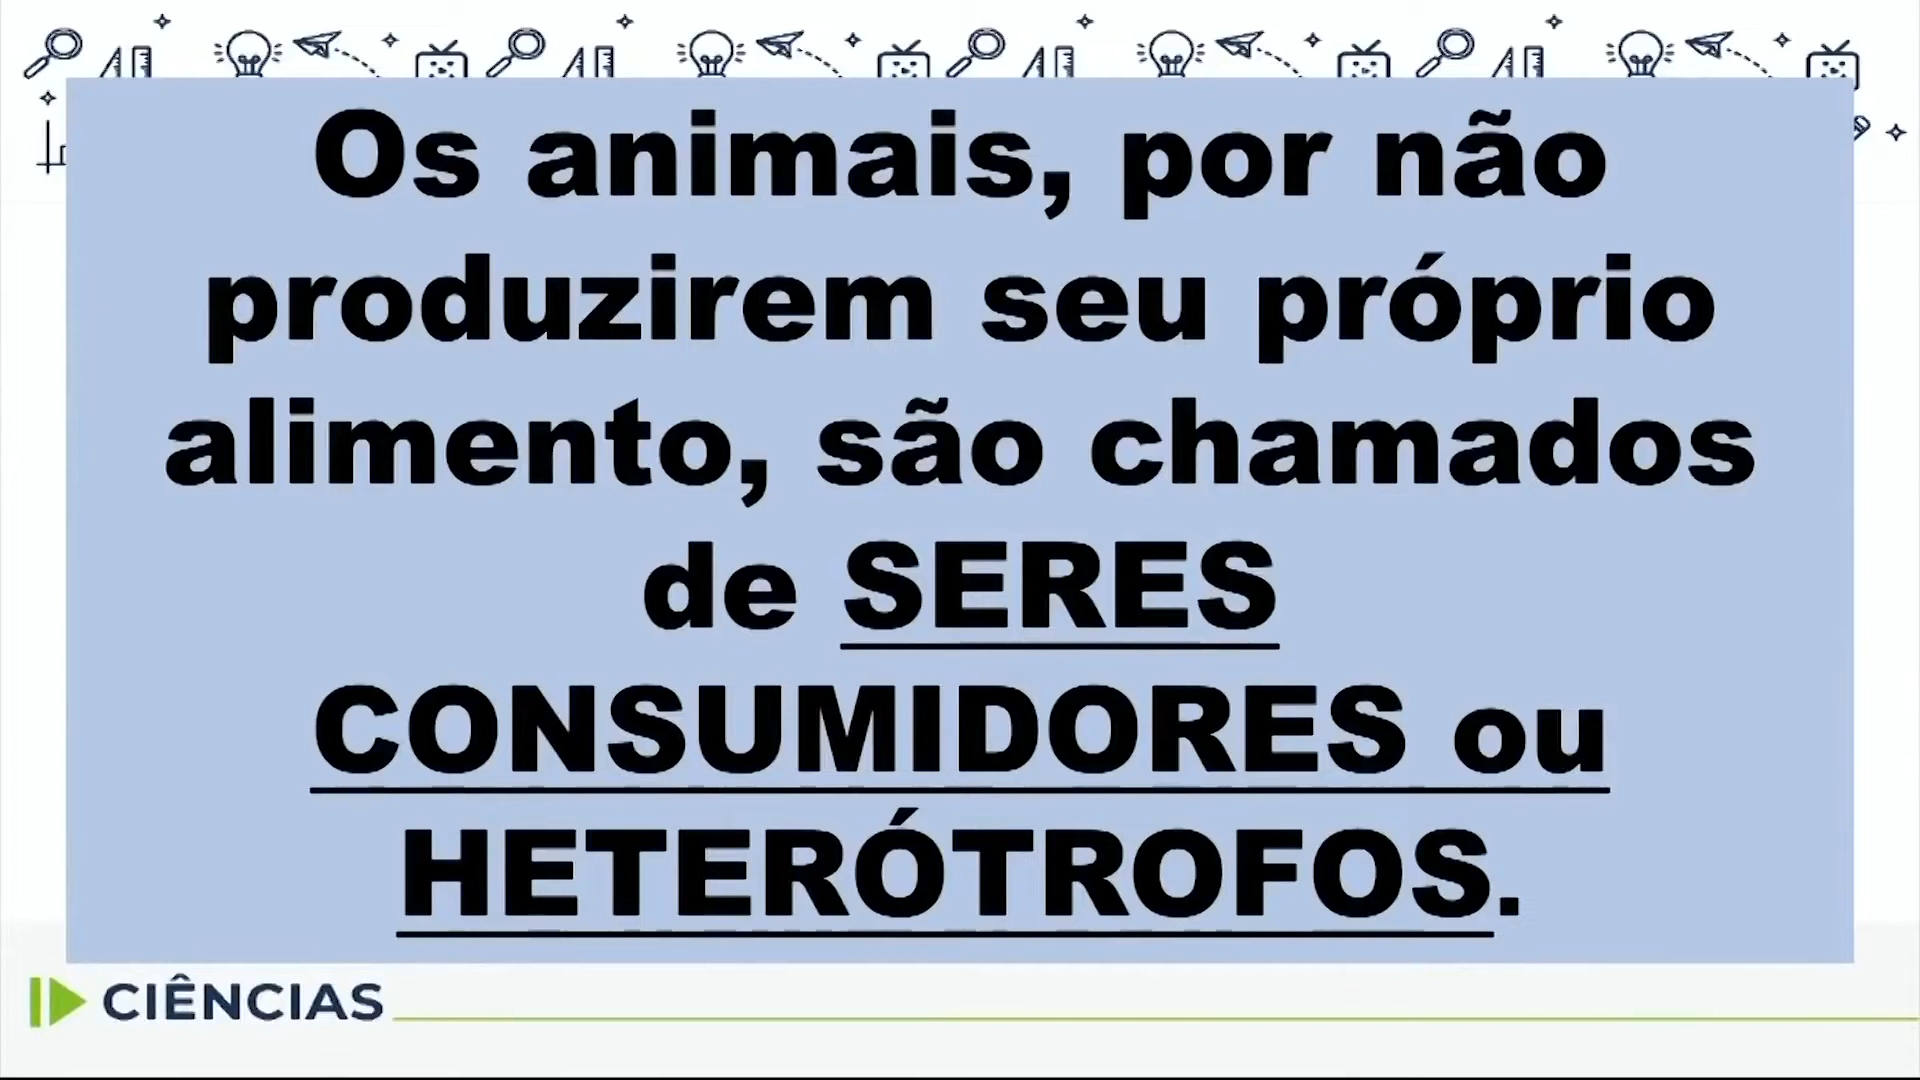 Os animais, por não
produzirem seu próprio
alimento, são chamados
de SERES
CONSUMIDORES ou
HETERÓTROFOS.
CIÊNCIAS